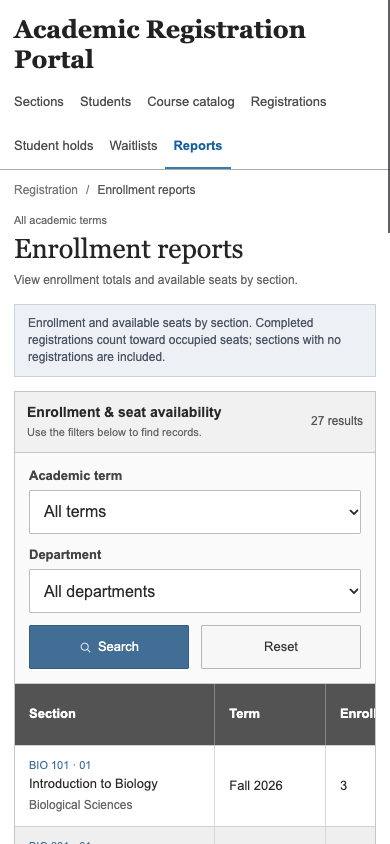 Academic Registration
Portal
Sections Students Course catalog Registrations
Student holds Waitlists Reports
Registration / Enrollment reports
All academic terms
Enrollment reports
View enrollment totals and available seats by section.
Enrollment and available seats by section. Completed
registrations count toward occupied seats; sections with no
registrations are included.
Enrollment & seat availability
27 results
Use the filters below to find records.
Academic term
All terms
Department
All departments
Search Reset
Section Term Enroll
BIO 101 · 01
Introduction to Biology
Biological Sciences
Fall 2026 3